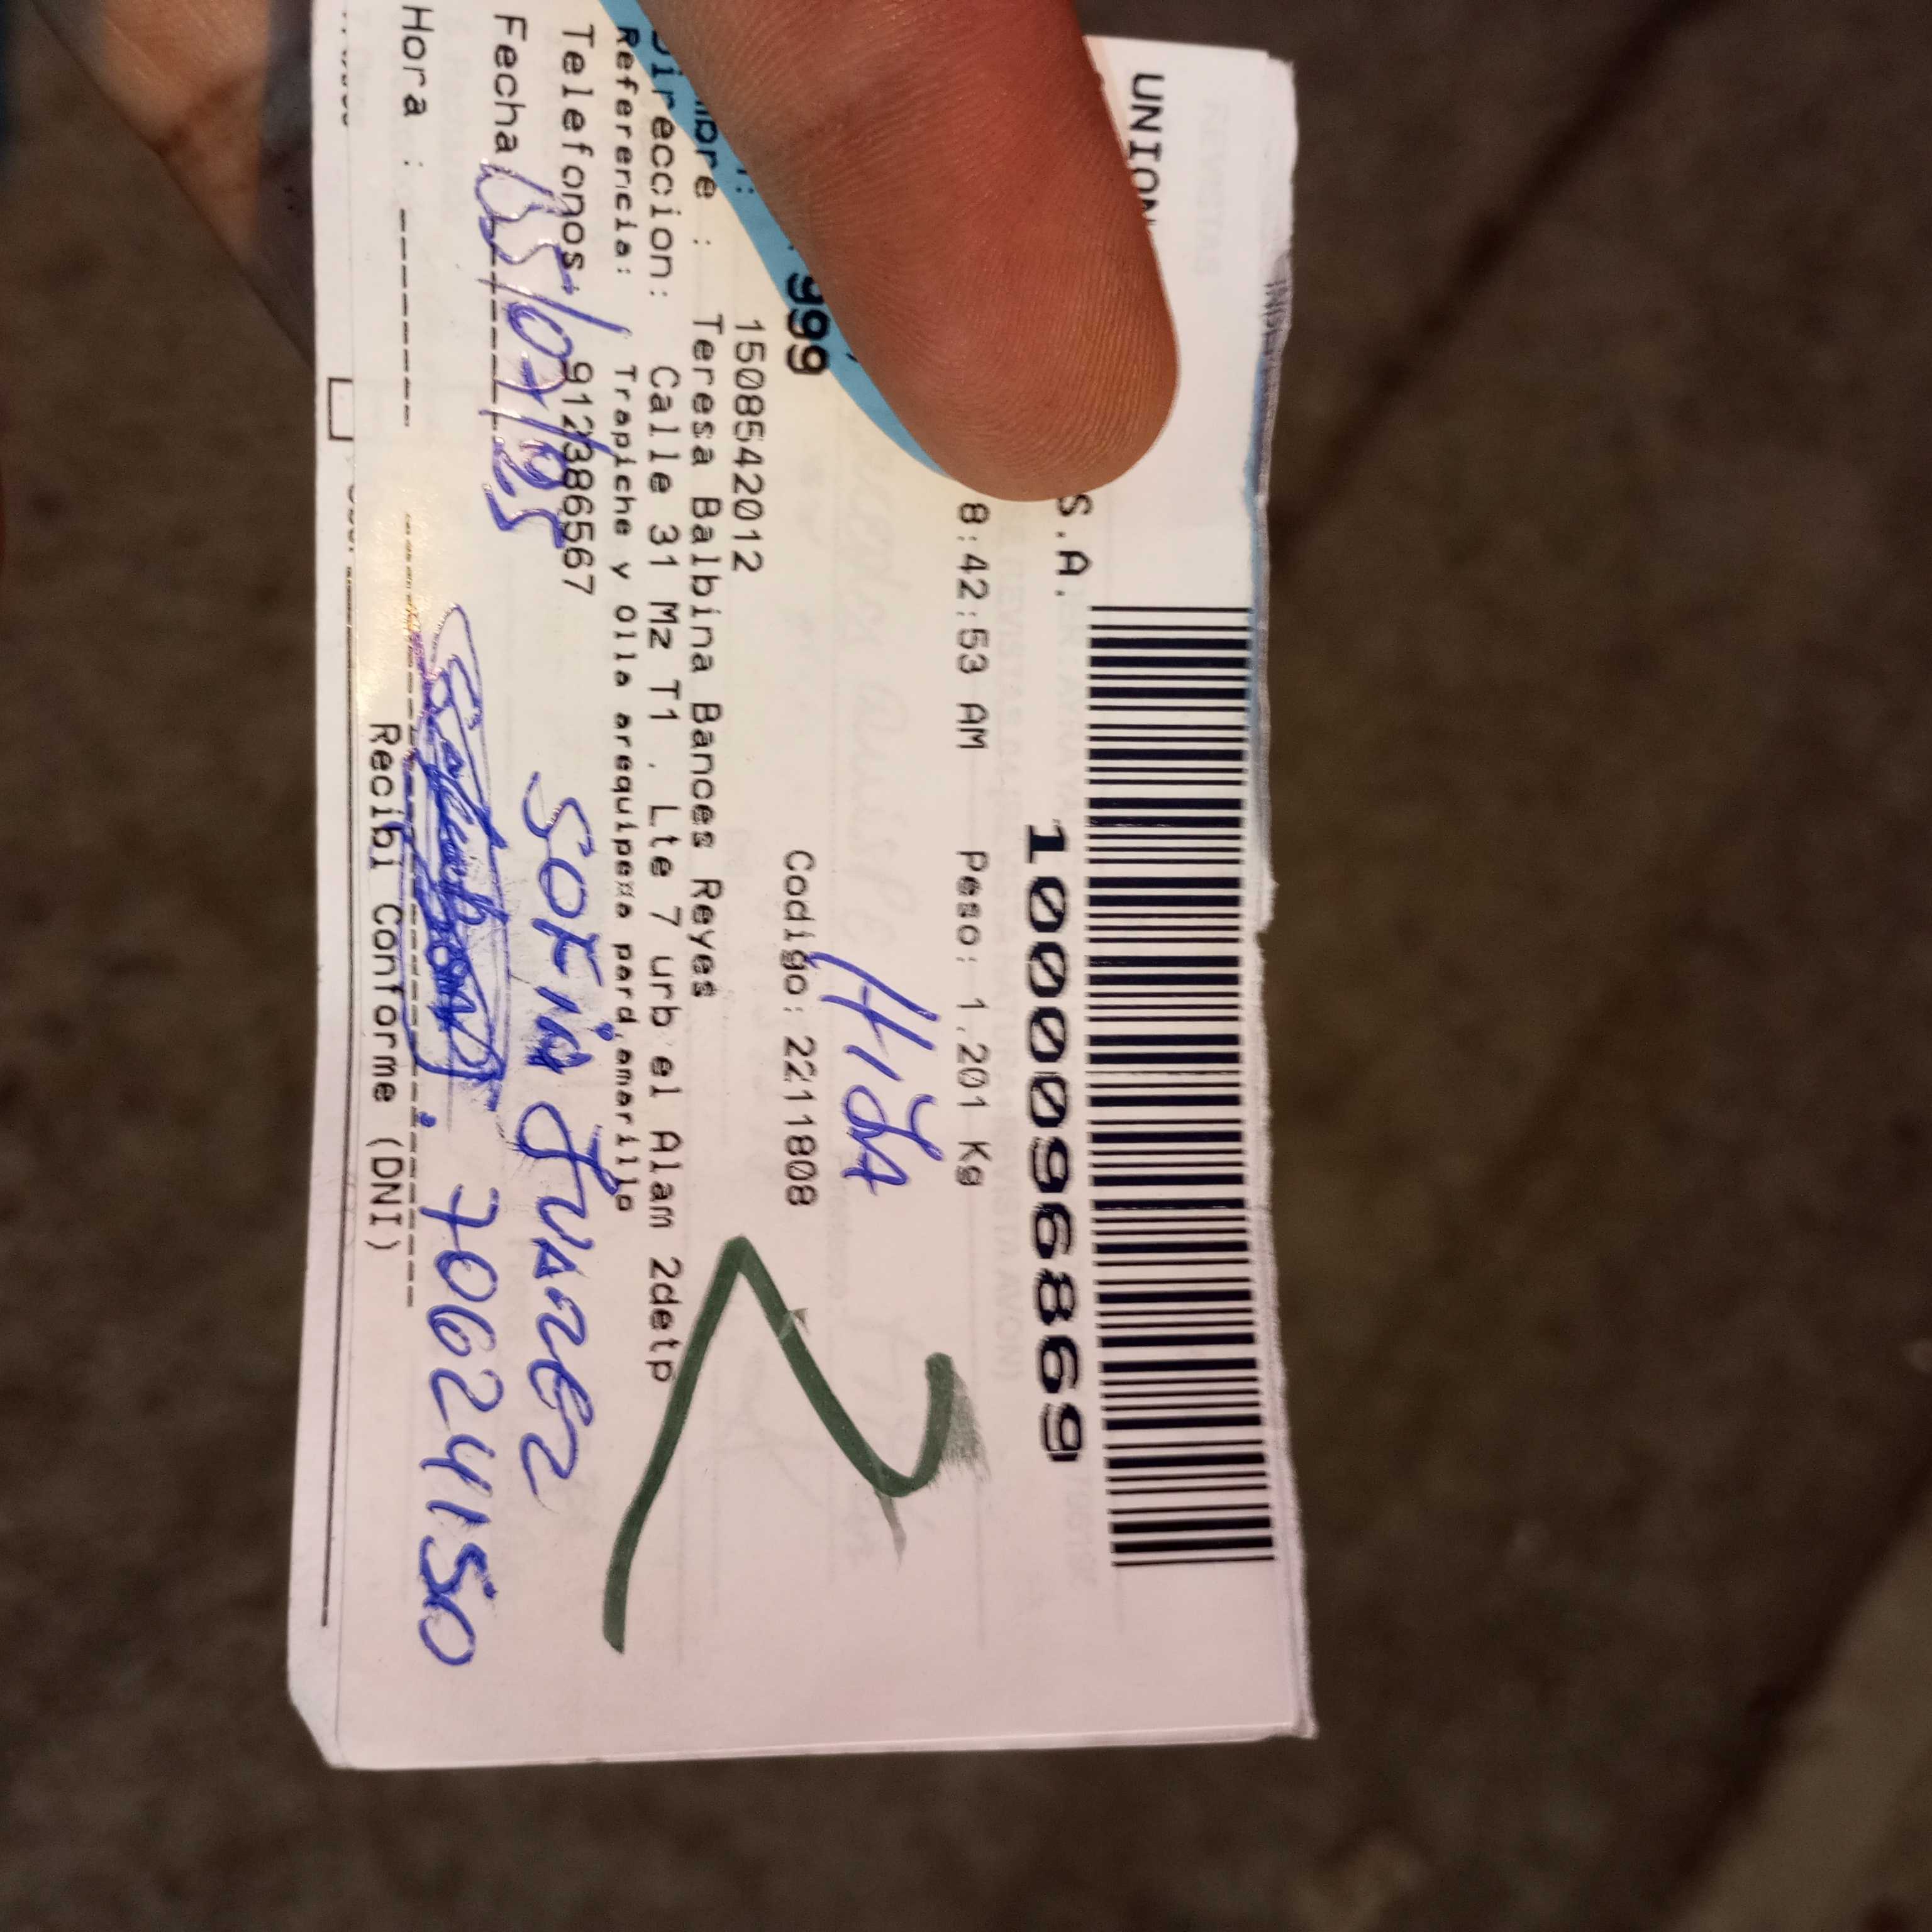 UNION
S.A.
1000096869
8:42:53 AM Peso: 1.201 Kg
HIJA
999 Codigo: 2211808
1508542012
bre : Teresa Balbina Bances Reyes
Direccion: Calle 31 Mz T1 . Lte 7 urb el Alam 2detp
Referencia: Trapiche y Olla arequipeña pard,amarillo
Telefonos: 912386567
SOFIA JUAREZ
Fecha 15/07/25
70624150
Hora :
Recibi Conforme (DNI)